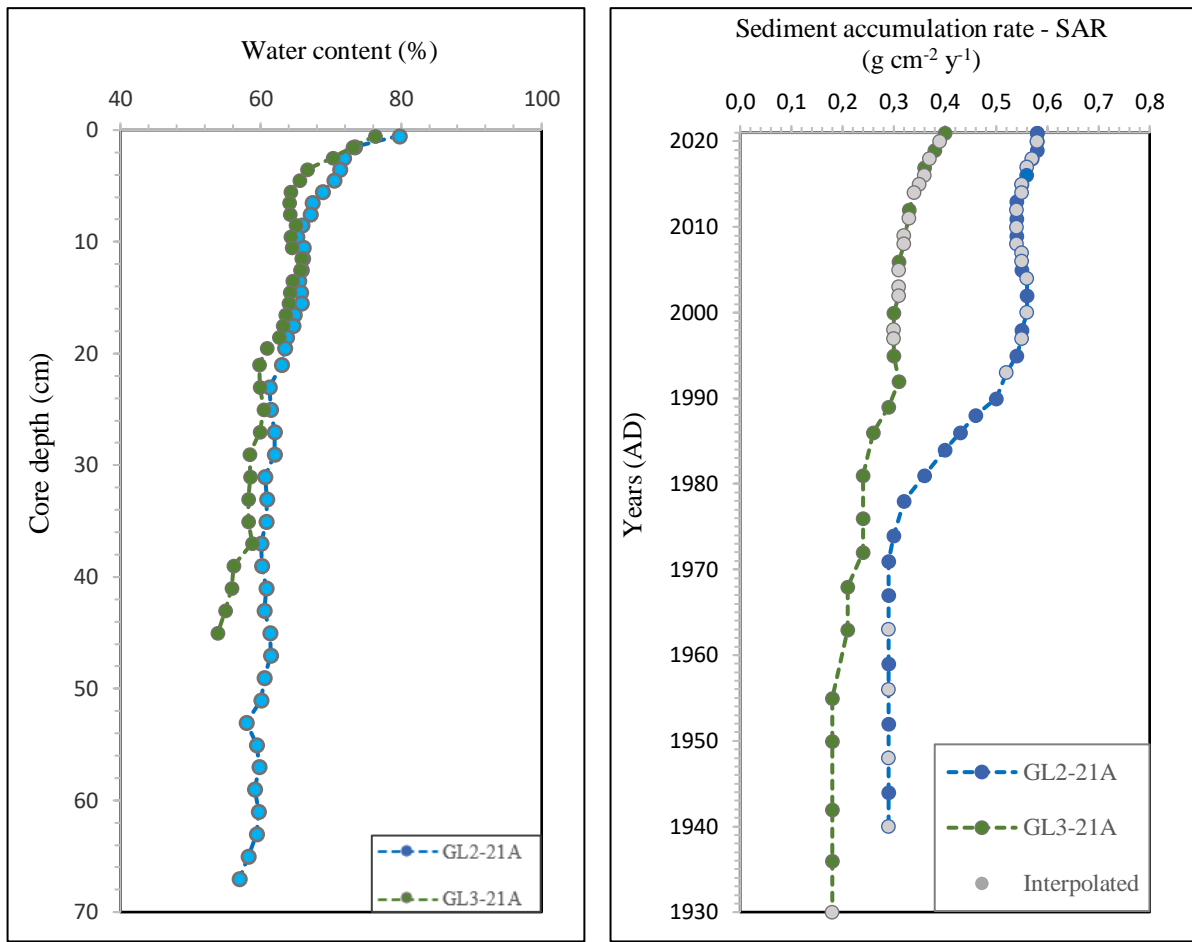 Water content (%)
40 60 80 100
0
10
20
30
40
50
60
70
Core depth (cm)
GL2-21A
GL3-21A
Sediment accumulation rate - SAR
(g cm⁻² y⁻¹)
0,0 0,1 0,2 0,3 0,4 0,5 0,6 0,7 0,8
2020
2010
2000
1990
1980
1970
1960
1950
1940
1930
Years (AD)
GL2-21A
GL3-21A
Interpolated